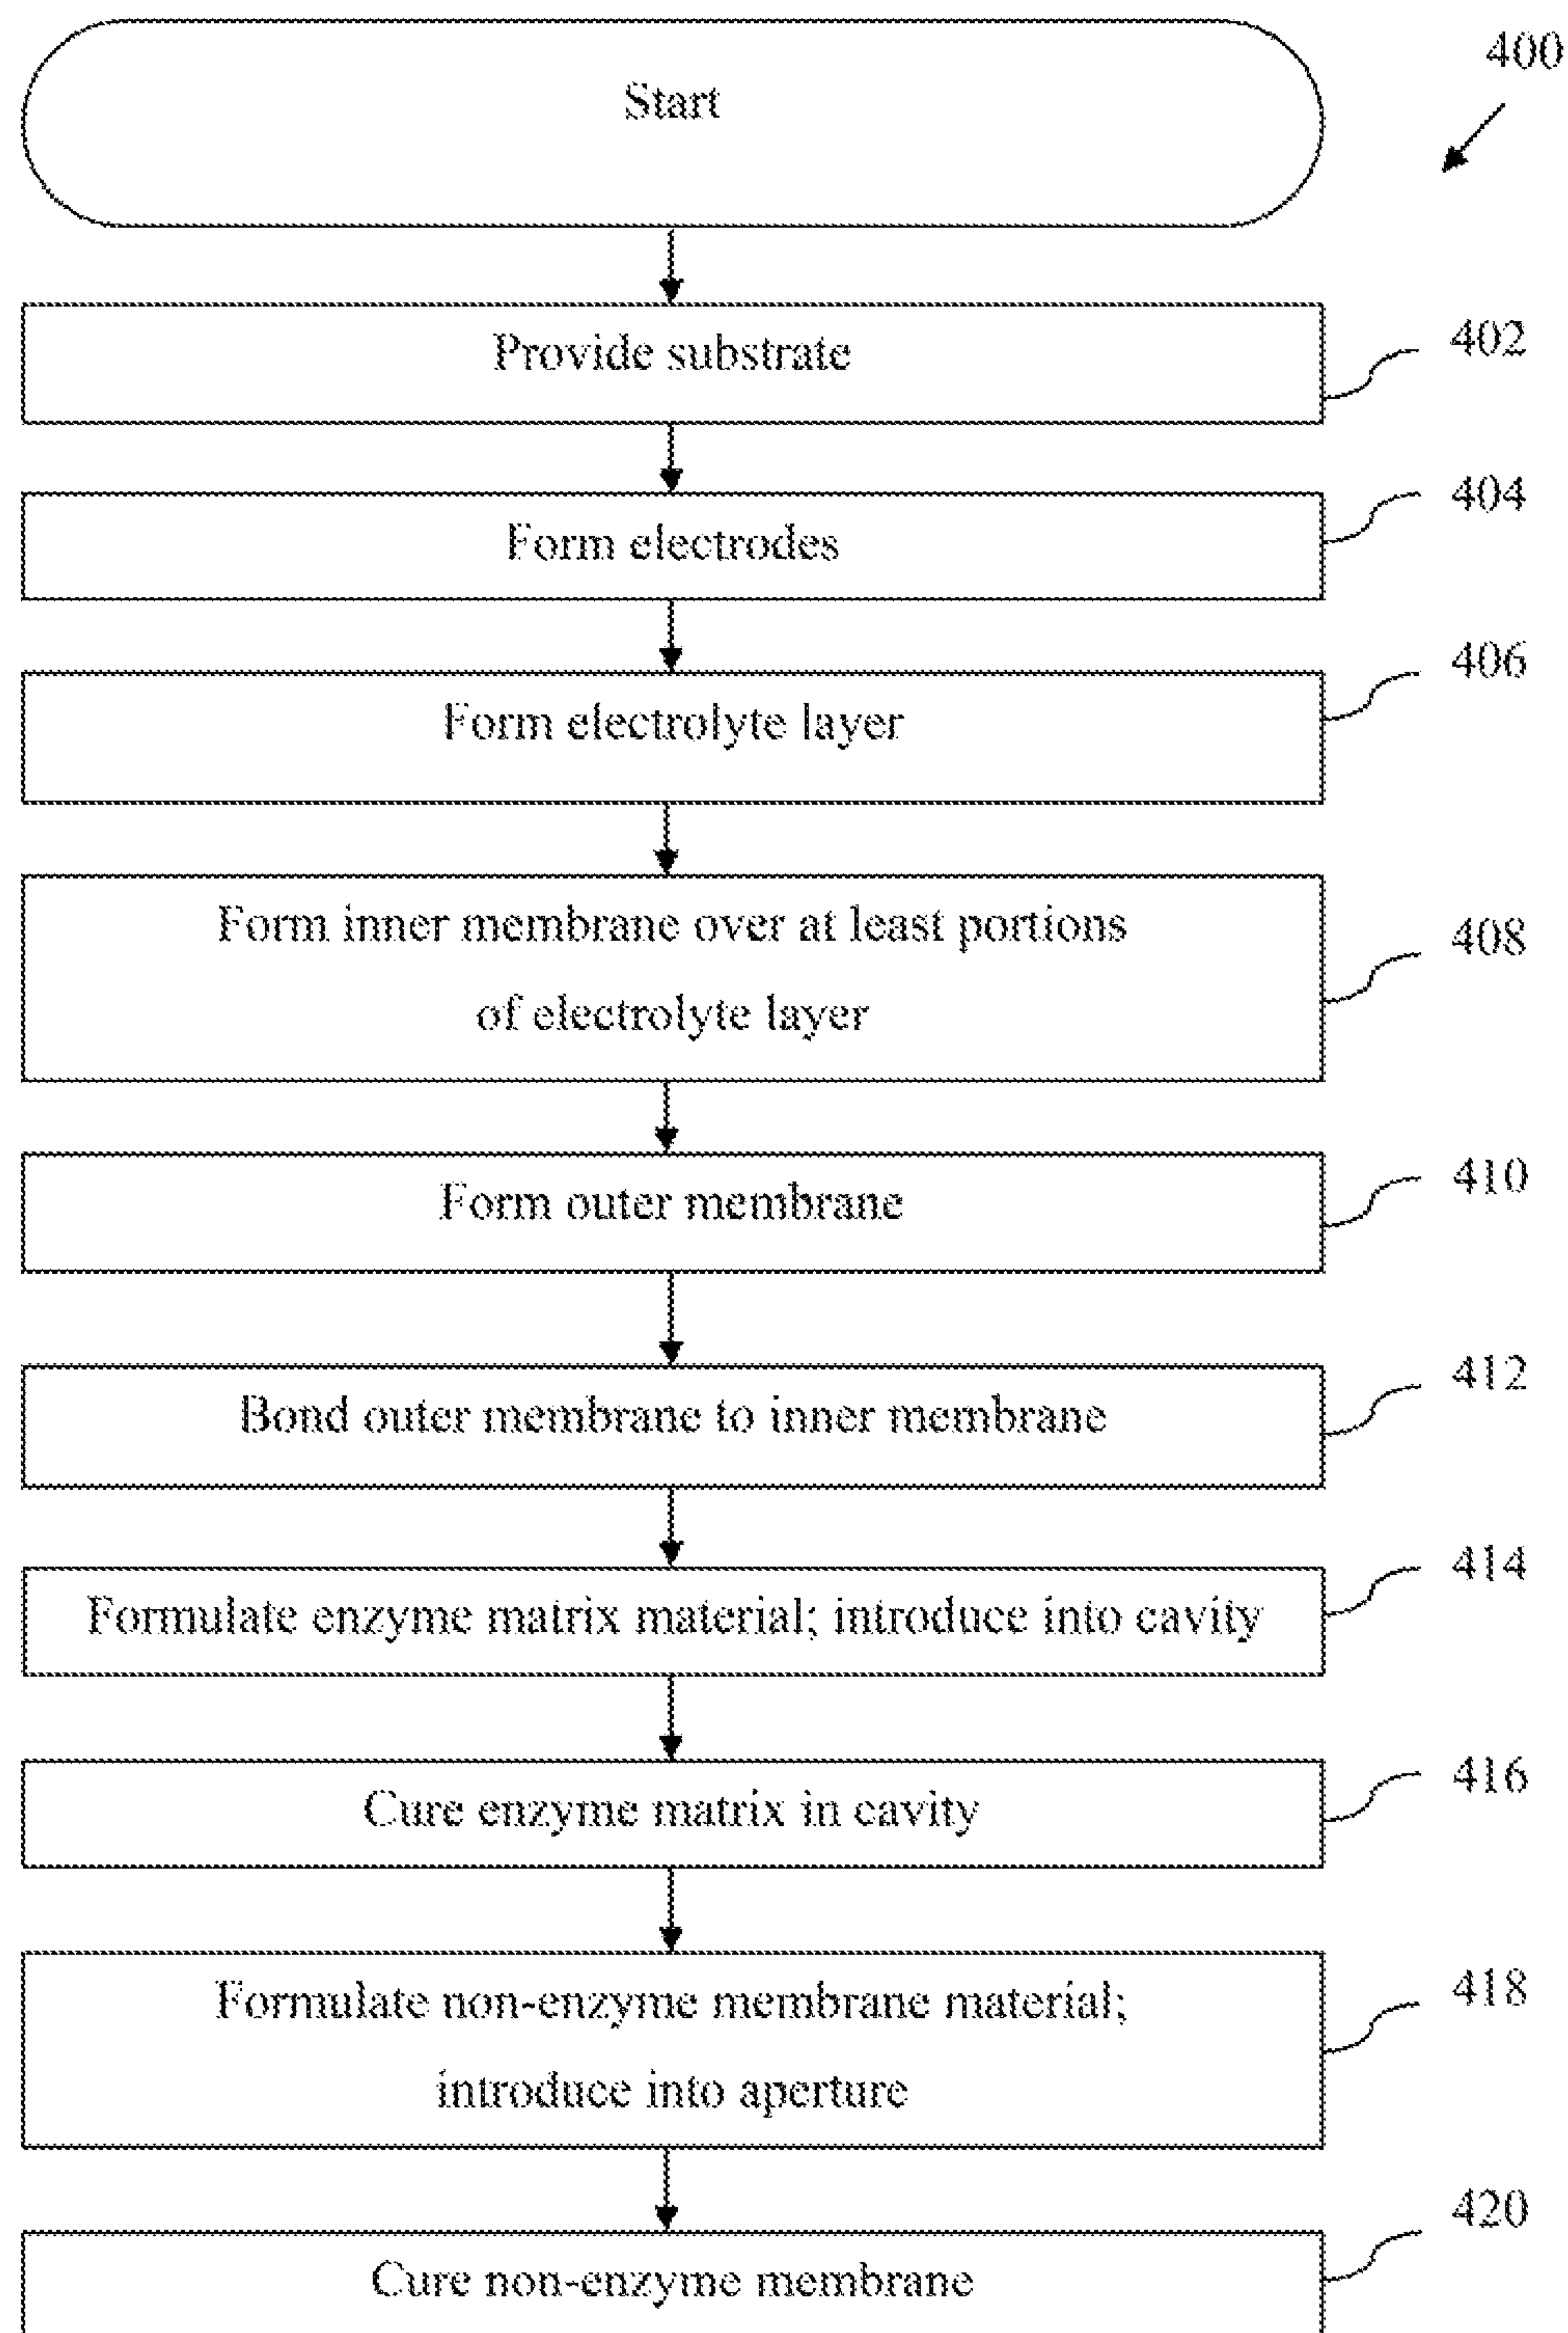 400
Start
Provide substrate
402
Form electrodes
404
Form electrolyte layer
406
Form inner membrane over at least portions
of electrolyte layer
408
Form outer membrane
410
Bond outer membrane to inner membrane
412
Formulate enzyme matrix material; introduce into cavity
414
Cure enzyme matrix in cavity
416
Formulate non-enzyme membrane material;
introduce into aperture
418
Cure non-enzyme membrane
420